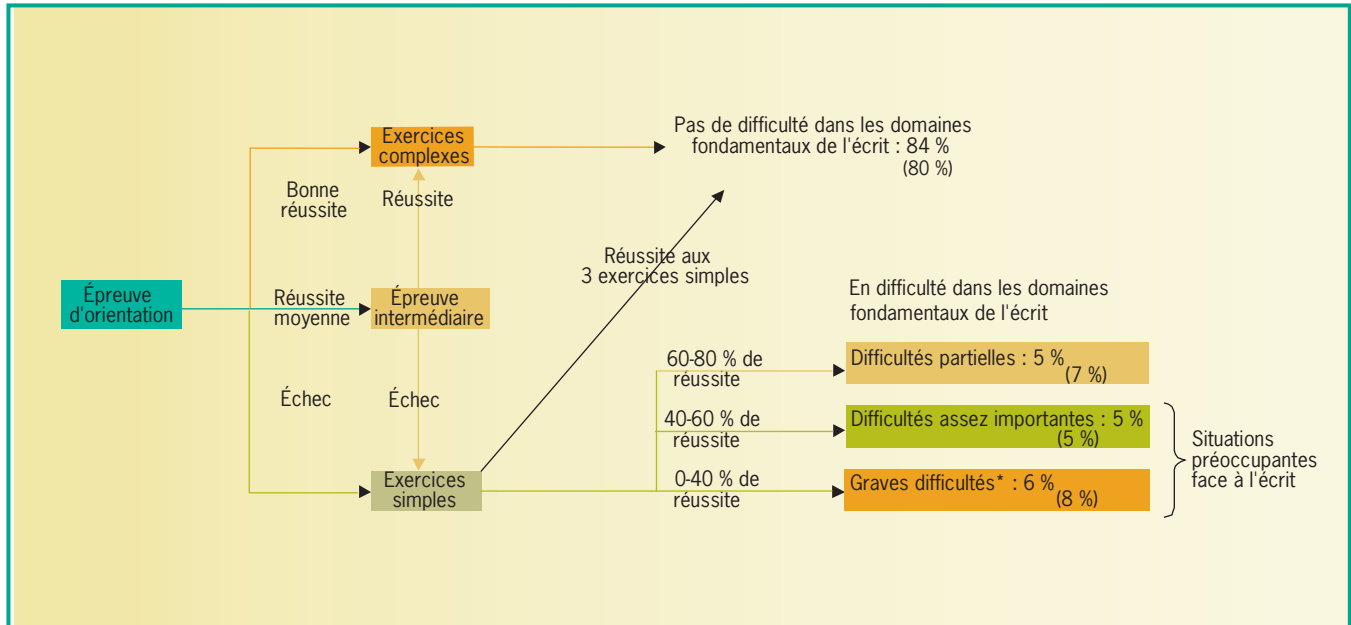 Exercices
complexes
Pas de difficulté dans les domaines
fondamentaux de l'écrit : 84 %
(80 %)
Bonne
réussite
Réussite
Réussite aux
3 exercices simples
Épreuve
d'orientation
Réussite
moyenne
Épreuve
intermédiaire
En difficulté dans les domaines
fondamentaux de l'écrit
Échec
Échec
60-80 % de
réussite
Difficultés partielles : 5 %
(7 %)
40-60 % de
réussite
Difficultés assez importantes : 5 %
(5 %)
Situations
préoccupantes
face à l'écrit
Exercices
simples
0-40 % de
réussite
Graves difficultés* : 6 %
(8 %)